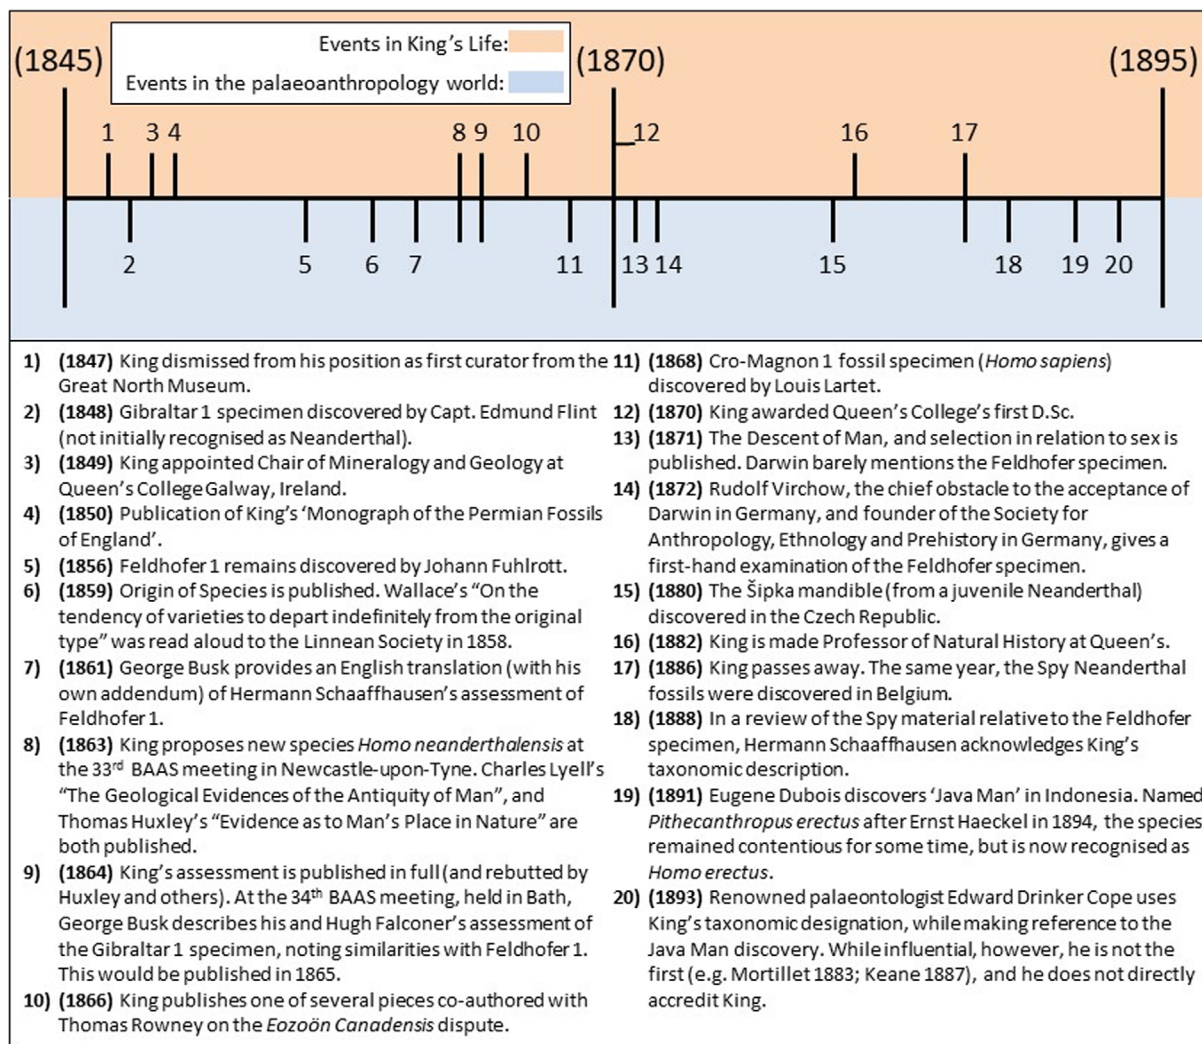 Events in King's Life:
Events in the palaeoanthropology world:
(1845)
(1870)
(1895)
1
3
4
8
9
10
12
16
17
2
5
6
7
11
13
14
15
18
19
20
1) (1847) King dismissed from his position as first curator from the
Great North Museum.
2) (1848) Gibraltar 1 specimen discovered by Capt. Edmund Flint
(not initially recognised as Neanderthal).
3) (1849) King appointed Chair of Mineralogy and Geology at
Queen's College Galway, Ireland.
4) (1850) Publication of King's 'Monograph of the Permian Fossils
of England'.
5) (1856) Feldhofer 1 remains discovered by Johann Fuhlrott.
6) (1859) Origin of Species is published. Wallace's "On the
tendency of varieties to depart indefinitely from the original
type" was read aloud to the Linnean Society in 1858.
7) (1861) George Busk provides an English translation (with his
own addendum) of Hermann Schaaffhausen's assessment of
Feldhofer 1.
8) (1863) King proposes new species Homo neanderthalensis at
the 33rd BAAS meeting in Newcastle-upon-Tyne. Charles Lyell's
"The Geological Evidences of the Antiquity of Man", and
Thomas Huxley's "Evidence as to Man's Place in Nature" are
both published.
9) (1864) King's assessment is published in full (and rebutted by
Huxley and others). At the 34th BAAS meeting, held in Bath,
George Busk describes his and Hugh Falconer's assessment of
the Gibraltar 1 specimen, noting similarities with Feldhofer 1.
This would be published in 1865.
10) (1866) King publishes one of several pieces co-authored with
Thomas Rowney on the Eozoön Canadensis dispute.
11) (1868) Cro-Magnon 1 fossil specimen (Homo sapiens)
discovered by Louis Lartet.
12) (1870) King awarded Queen's College's first D.Sc.
13) (1871) The Descent of Man, and selection in relation to sex is
published. Darwin barely mentions the Feldhofer specimen.
14) (1872) Rudolf Virchow, the chief obstacle to the acceptance of
Darwin in Germany, and founder of the Society for
Anthropology, Ethnology and Prehistory in Germany, gives a
first-hand examination of the Feldhofer specimen.
15) (1880) The Šipka mandible (from a juvenile Neanderthal)
discovered in the Czech Republic.
16) (1882) King is made Professor of Natural History at Queen's.
17) (1886) King passes away. The same year, the Spy Neanderthal
fossils were discovered in Belgium.
18) (1888) In a review of the Spy material relative to the Feldhofer
specimen, Hermann Schaaffhausen acknowledges King's
taxonomic description.
19) (1891) Eugene Dubois discovers 'Java Man' in Indonesia. Named
Pithecanthropus erectus after Ernst Haeckel in 1894, the species
remained contentious for some time, but is now recognised as
Homo erectus.
20) (1893) Renowned palaeontologist Edward Drinker Cope uses
King's taxonomic designation, while making reference to the
Java Man discovery. While influential, however, he is not the
first (e.g. Mortillet 1883; Keane 1887), and he does not directly
accredit King.